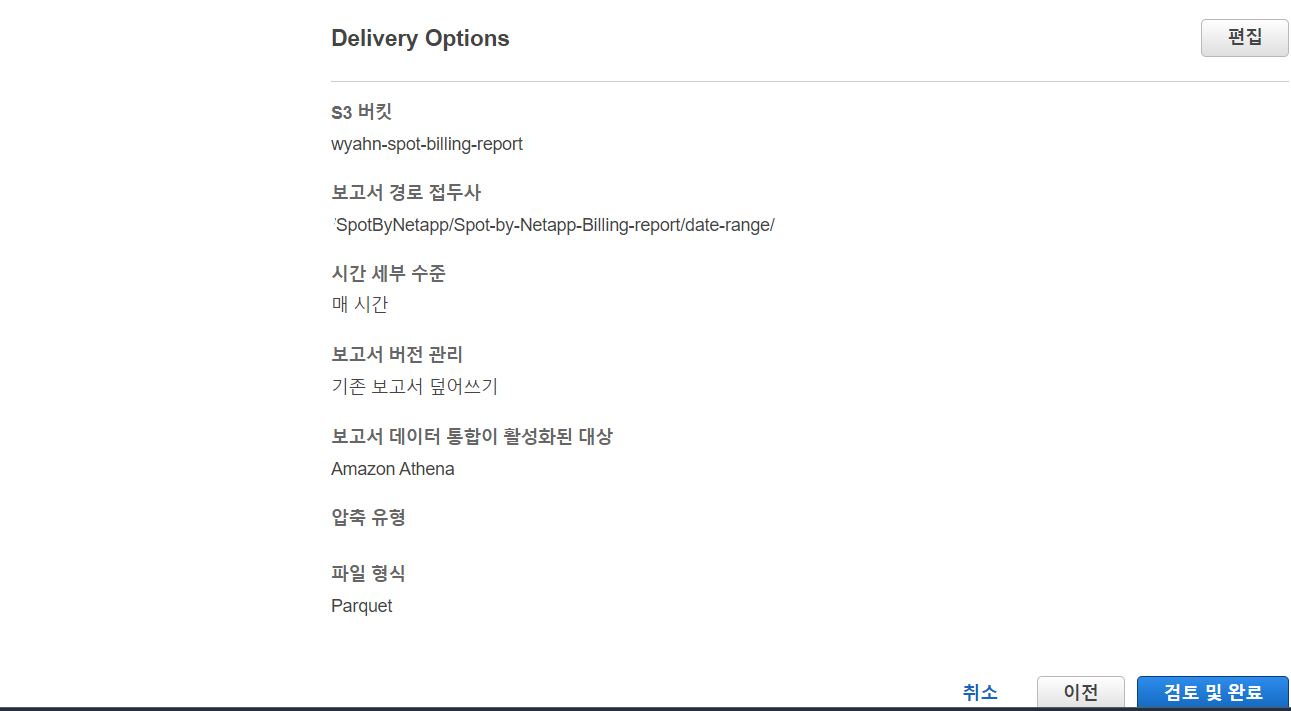 Delivery Options
편집
S3 버킷
wyahn-spot-billing-report
보고서 경로 접두사
/SpotByNetapp/Spot-by-Netapp-Billing-report/date-range/
시간 세부 수준
매 시간
보고서 버전 관리
기존 보고서 덮어쓰기
보고서 데이터 통합이 활성화된 대상
Amazon Athena
압축 유형
파일 형식
Parquet
취소
이전
검토 및 완료